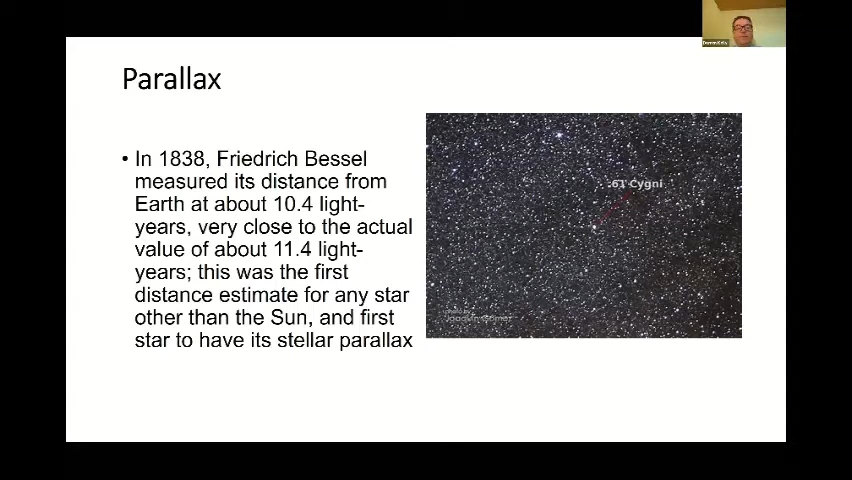 Parallax
• In 1838, Friedrich Bessel
measured its distance from
Earth at about 10.4 light-
years, very close to the actual
value of about 11.4 light-
years; this was the first
distance estimate for any star
other than the Sun, and first
star to have its stellar parallax
61 Cygni